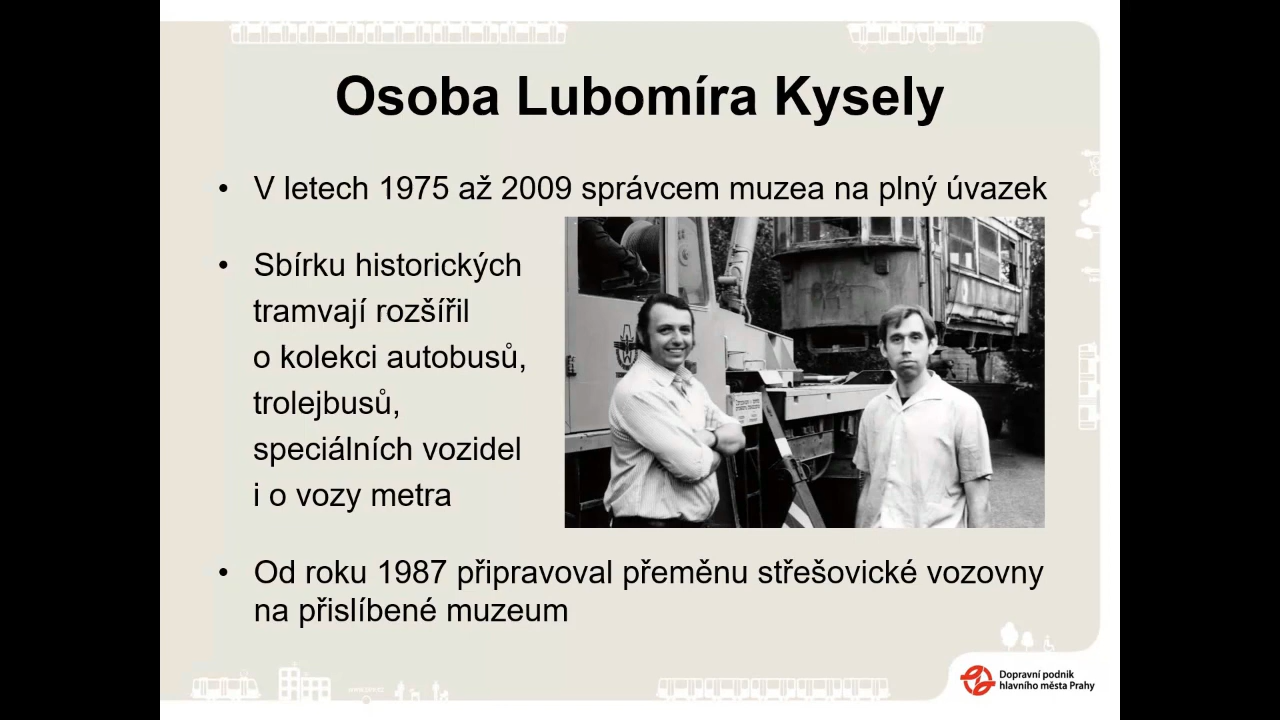 Osoba Lubomíra Kysely
• V letech 1975 až 2009 správcem muzea na plný úvazek
• Sbírku historických
tramvají rozšířil
o kolekci autobusů,
trolejbusů,
speciálních vozidel
i o vozy metra
• Od roku 1987 připravoval přeměnu střešovické vozovny
na přislíbené muzeum
Dopravní podnik
hlavního města Prahy